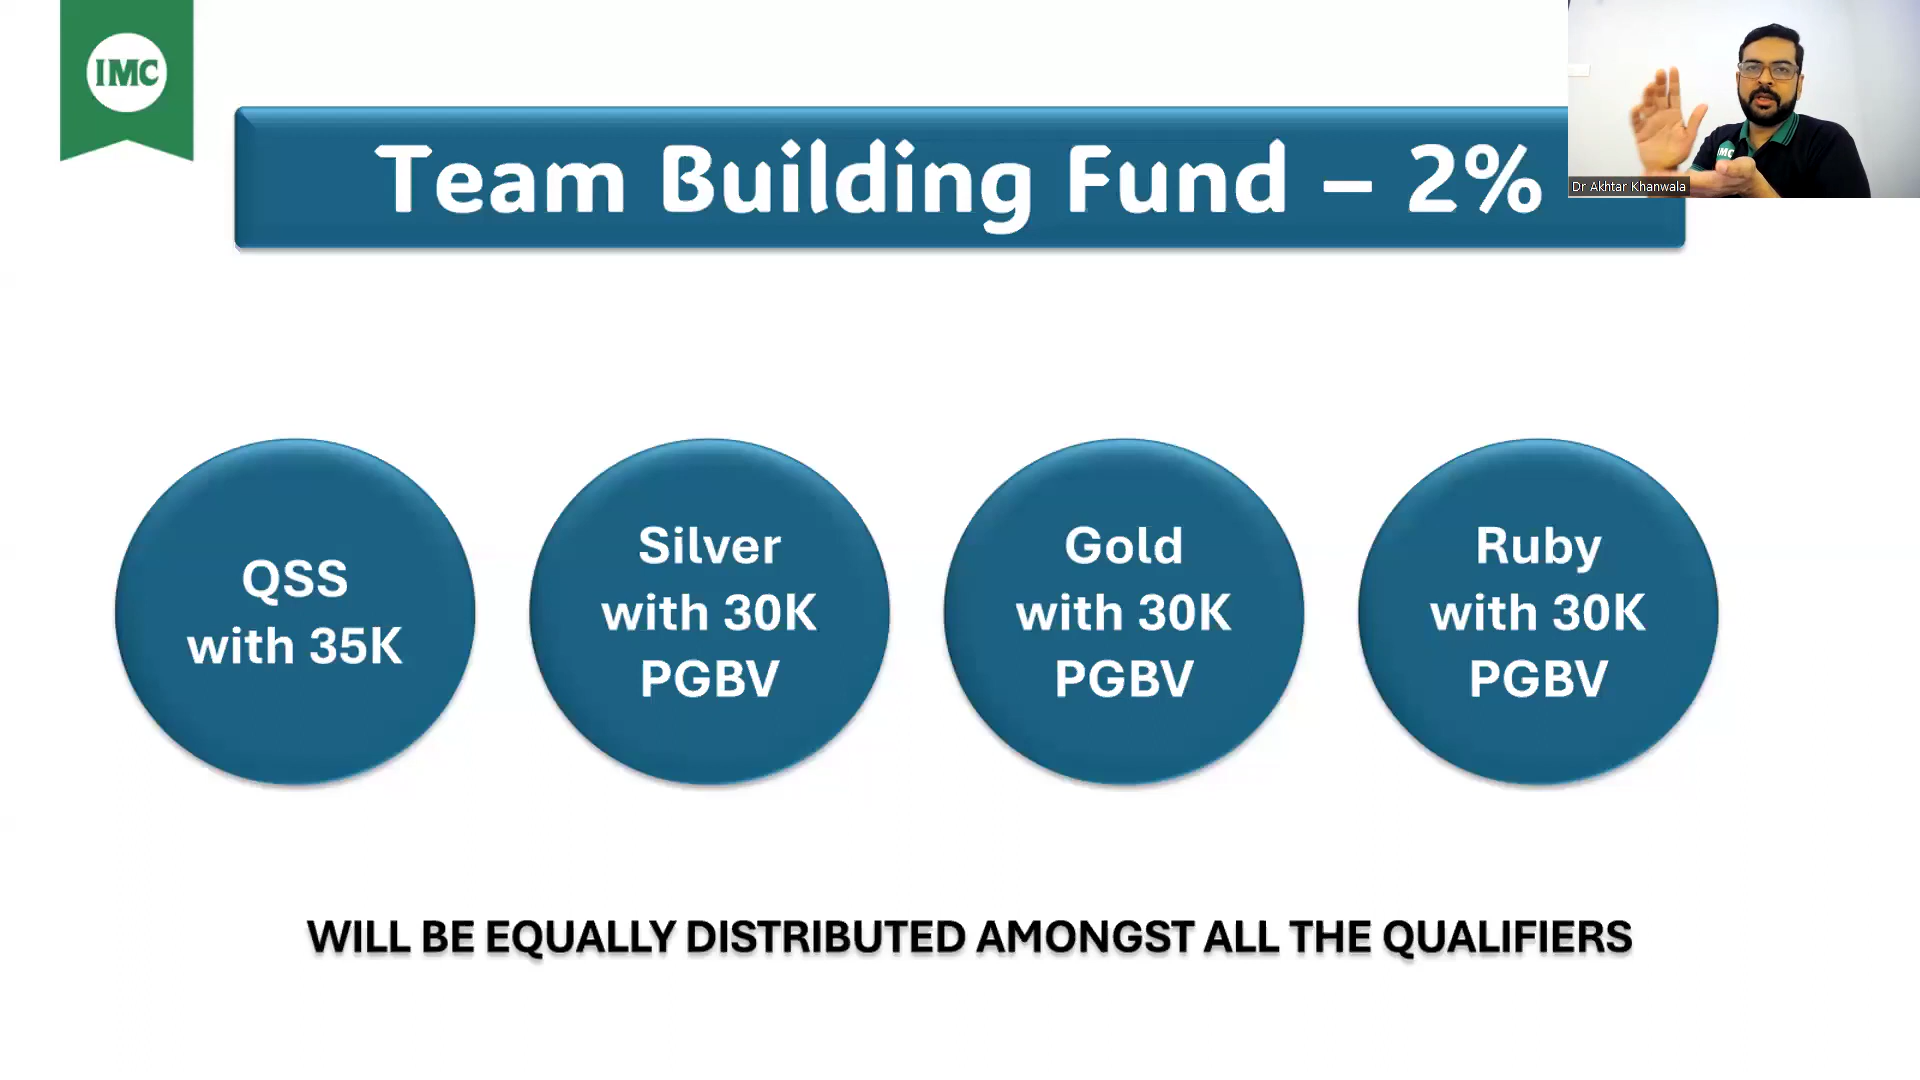 IMC
Team Building Fund – 2%
IMC
Dr Akhtar Khanwala
QSS
with 35K
Silver
with 30K
PGBV
Gold
with 30K
PGBV
Ruby
with 30K
PGBV
WILL BE EQUALLY DISTRIBUTED AMONGST ALL THE QUALIFIERS